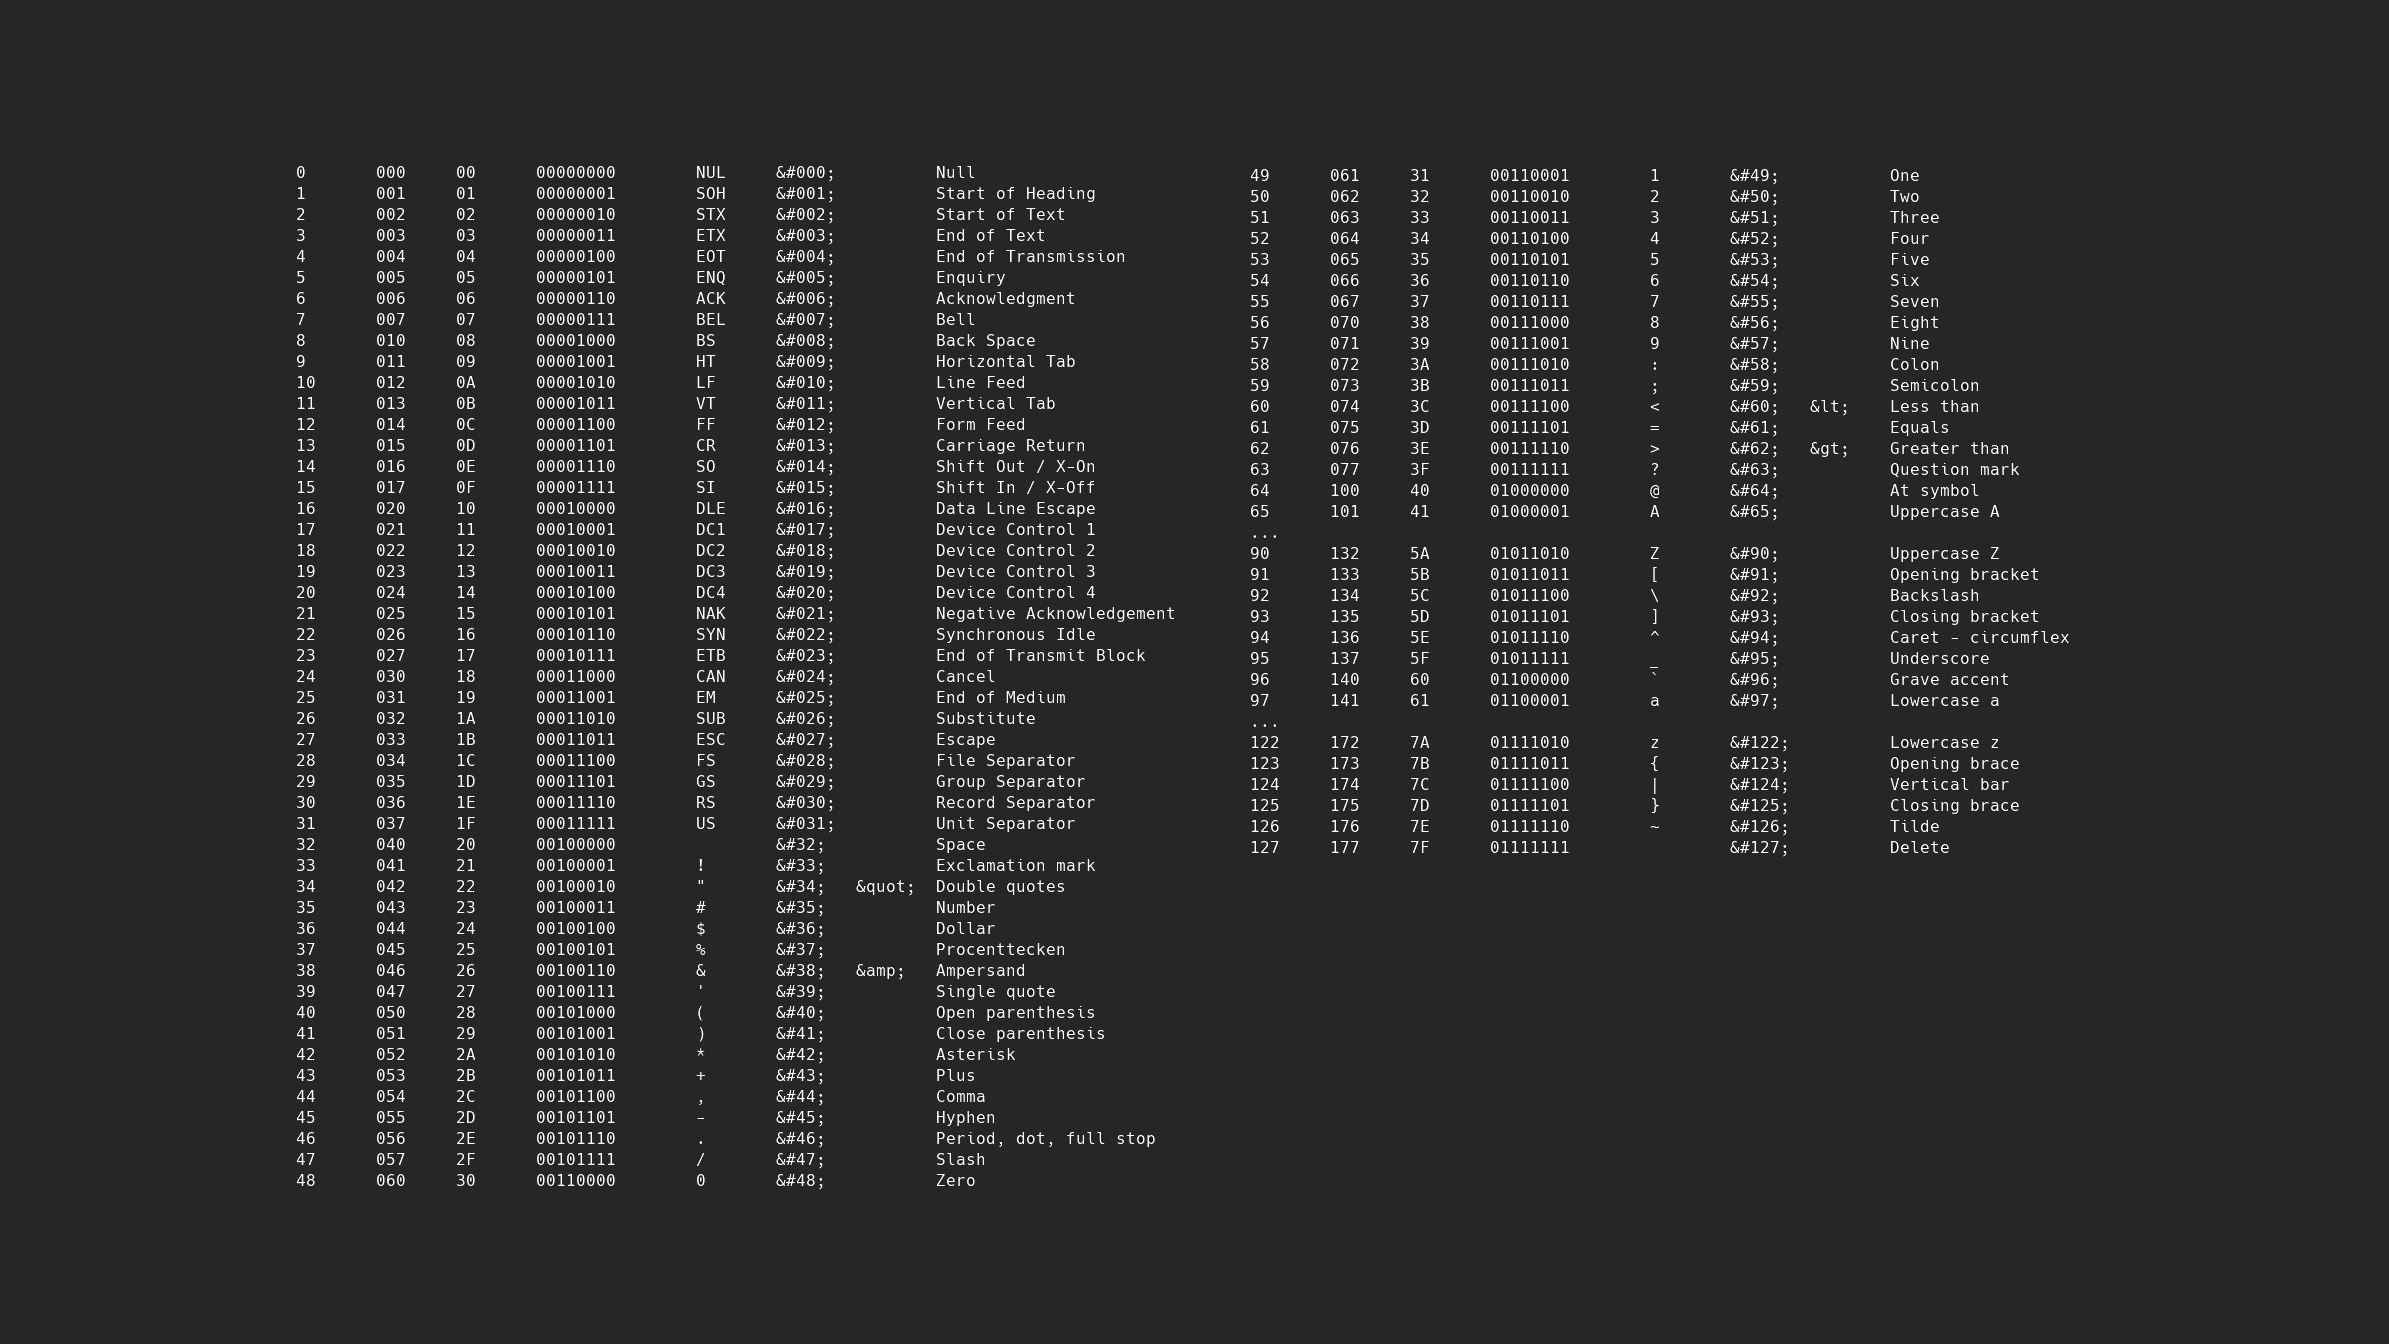 0 000 00 00000000 NUL &#000; Null
1 001 01 00000001 SOH &#001; Start of Heading
2 002 02 00000010 STX &#002; Start of Text
3 003 03 00000011 ETX &#003; End of Text
4 004 04 00000100 EOT &#004; End of Transmission
5 005 05 00000101 ENQ &#005; Enquiry
6 006 06 00000110 ACK &#006; Acknowledgment
7 007 07 00000111 BEL &#007; Bell
8 010 08 00001000 BS &#008; Back Space
9 011 09 00001001 HT &#009; Horizontal Tab
10 012 0A 00001010 LF &#010; Line Feed
11 013 0B 00001011 VT &#011; Vertical Tab
12 014 0C 00001100 FF &#012; Form Feed
13 015 0D 00001101 CR &#013; Carriage Return
14 016 0E 00001110 SO &#014; Shift Out / X-On
15 017 0F 00001111 SI &#015; Shift In / X-Off
16 020 10 00010000 DLE &#016; Data Line Escape
17 021 11 00010001 DC1 &#017; Device Control 1
18 022 12 00010010 DC2 &#018; Device Control 2
19 023 13 00010011 DC3 &#019; Device Control 3
20 024 14 00010100 DC4 &#020; Device Control 4
21 025 15 00010101 NAK &#021; Negative Acknowledgement
22 026 16 00010110 SYN &#022; Synchronous Idle
23 027 17 00010111 ETB &#023; End of Transmit Block
24 030 18 00011000 CAN &#024; Cancel
25 031 19 00011001 EM &#025; End of Medium
26 032 1A 00011010 SUB &#026; Substitute
27 033 1B 00011011 ESC &#027; Escape
28 034 1C 00011100 FS &#028; File Separator
29 035 1D 00011101 GS &#029; Group Separator
30 036 1E 00011110 RS &#030; Record Separator
31 037 1F 00011111 US &#031; Unit Separator
32 040 20 00100000 &#32; Space
33 041 21 00100001 ! &#33; Exclamation mark
34 042 22 00100010 " &#34; &quot; Double quotes
35 043 23 00100011 # &#35; Number
36 044 24 00100100 $ &#36; Dollar
37 045 25 00100101 % &#37; Procenttecken
38 046 26 00100110 & &#38; &amp; Ampersand
39 047 27 00100111 ' &#39; Single quote
40 050 28 00101000 ( &#40; Open parenthesis
41 051 29 00101001 ) &#41; Close parenthesis
42 052 2A 00101010 * &#42; Asterisk
43 053 2B 00101011 + &#43; Plus
44 054 2C 00101100 , &#44; Comma
45 055 2D 00101101 - &#45; Hyphen
46 056 2E 00101110 . &#46; Period, dot, full stop
47 057 2F 00101111 / &#47; Slash
48 060 30 00110000 0 &#48; Zero
49 061 31 00110001 1 &#49; One
50 062 32 00110010 2 &#50; Two
51 063 33 00110011 3 &#51; Three
52 064 34 00110100 4 &#52; Four
53 065 35 00110101 5 &#53; Five
54 066 36 00110110 6 &#54; Six
55 067 37 00110111 7 &#55; Seven
56 070 38 00111000 8 &#56; Eight
57 071 39 00111001 9 &#57; Nine
58 072 3A 00111010 : &#58; Colon
59 073 3B 00111011 ; &#59; Semicolon
60 074 3C 00111100 < &#60; &lt; Less than
61 075 3D 00111101 = &#61; Equals
62 076 3E 00111110 > &#62; &gt; Greater than
63 077 3F 00111111 ? &#63; Question mark
64 100 40 01000000 @ &#64; At symbol
65 101 41 01000001 A &#65; Uppercase A
...
90 132 5A 01011010 Z &#90; Uppercase Z
91 133 5B 01011011 [ &#91; Opening bracket
92 134 5C 01011100 \ &#92; Backslash
93 135 5D 01011101 ] &#93; Closing bracket
94 136 5E 01011110 ^ &#94; Caret - circumflex
95 137 5F 01011111 _ &#95; Underscore
96 140 60 01100000 ` &#96; Grave accent
97 141 61 01100001 a &#97; Lowercase a
...
122 172 7A 01111010 z &#122; Lowercase z
123 173 7B 01111011 { &#123; Opening brace
124 174 7C 01111100 | &#124; Vertical bar
125 175 7D 01111101 } &#125; Closing brace
126 176 7E 01111110 ~ &#126; Tilde
127 177 7F 01111111 &#127; Delete